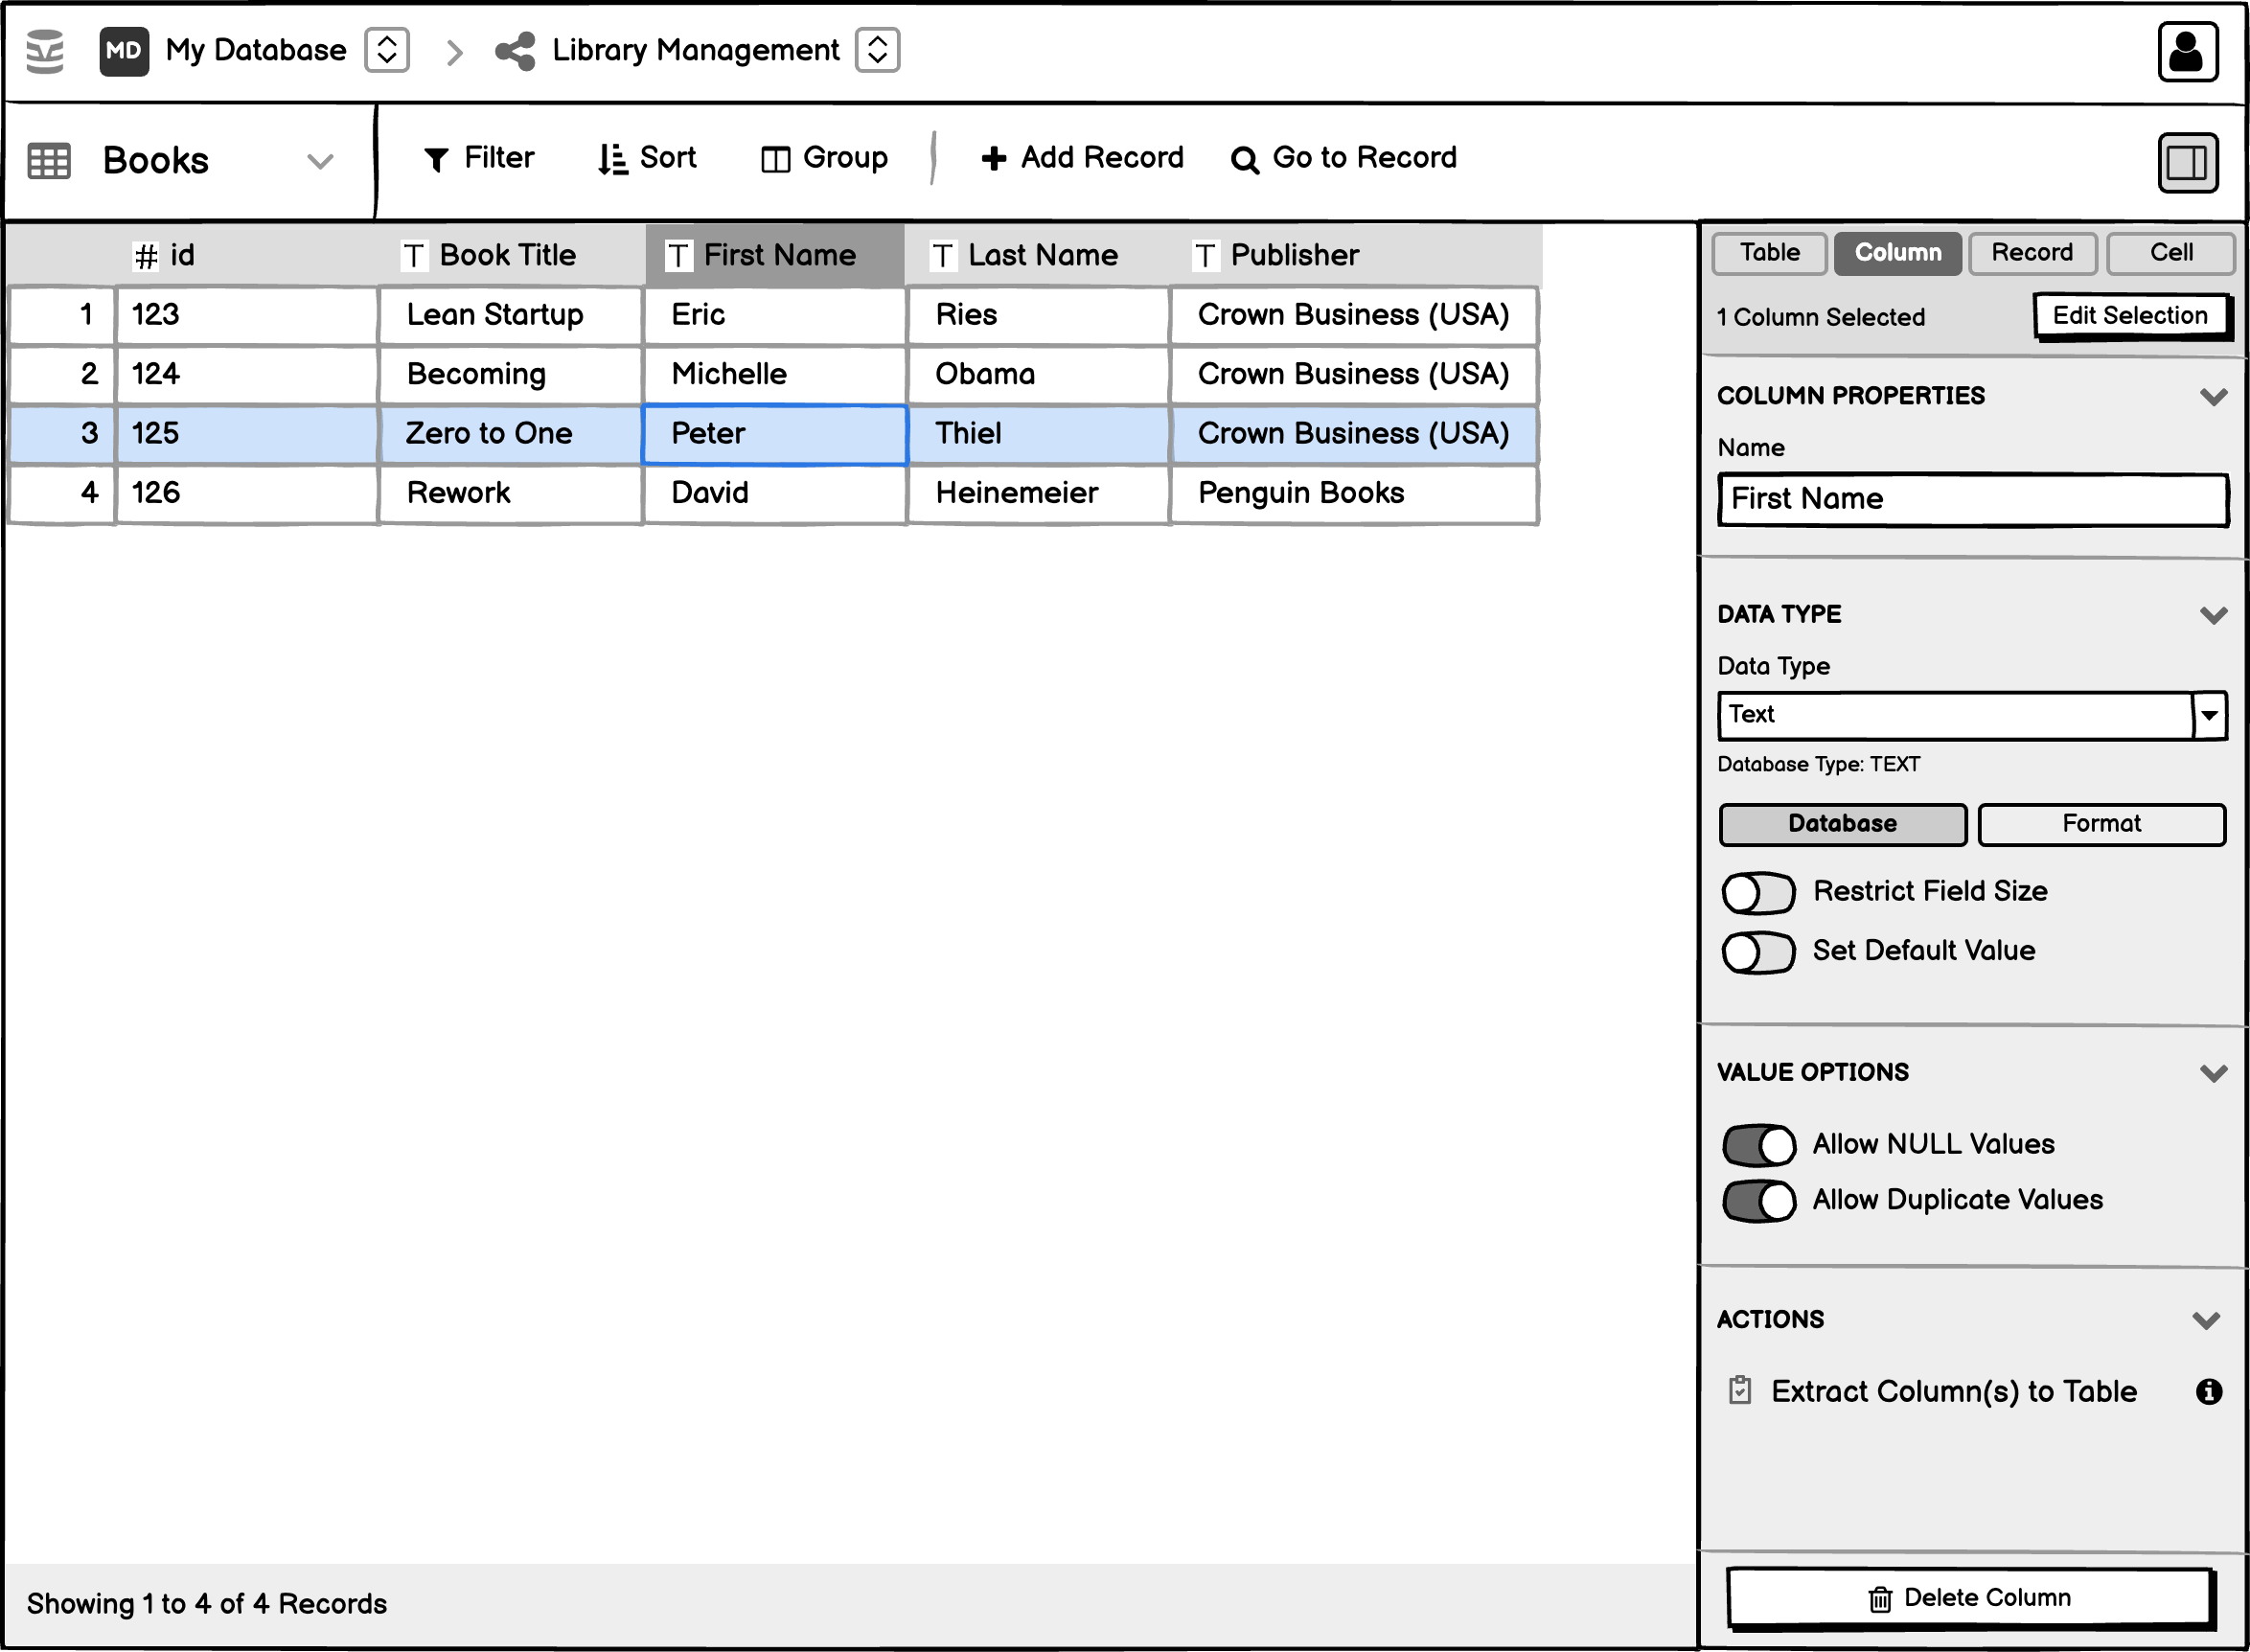 MD My Database > Library Management
Books Filter Sort Group Add Record Go to Record
# id T Book Title T First Name T Last Name T Publisher
1 123 Lean Startup Eric Ries Crown Business (USA)
2 124 Becoming Michelle Obama Crown Business (USA)
3 125 Zero to One Peter Thiel Crown Business (USA)
4 126 Rework David Heinemeier Penguin Books
Showing 1 to 4 of 4 Records
Table Column Record Cell
1 Column Selected Edit Selection
COLUMN PROPERTIES
Name
First Name
DATA TYPE
Data Type
Text
Database Type: TEXT
Database Format
Restrict Field Size
Set Default Value
VALUE OPTIONS
Allow NULL Values
Allow Duplicate Values
ACTIONS
Extract Column(s) to Table
Delete Column